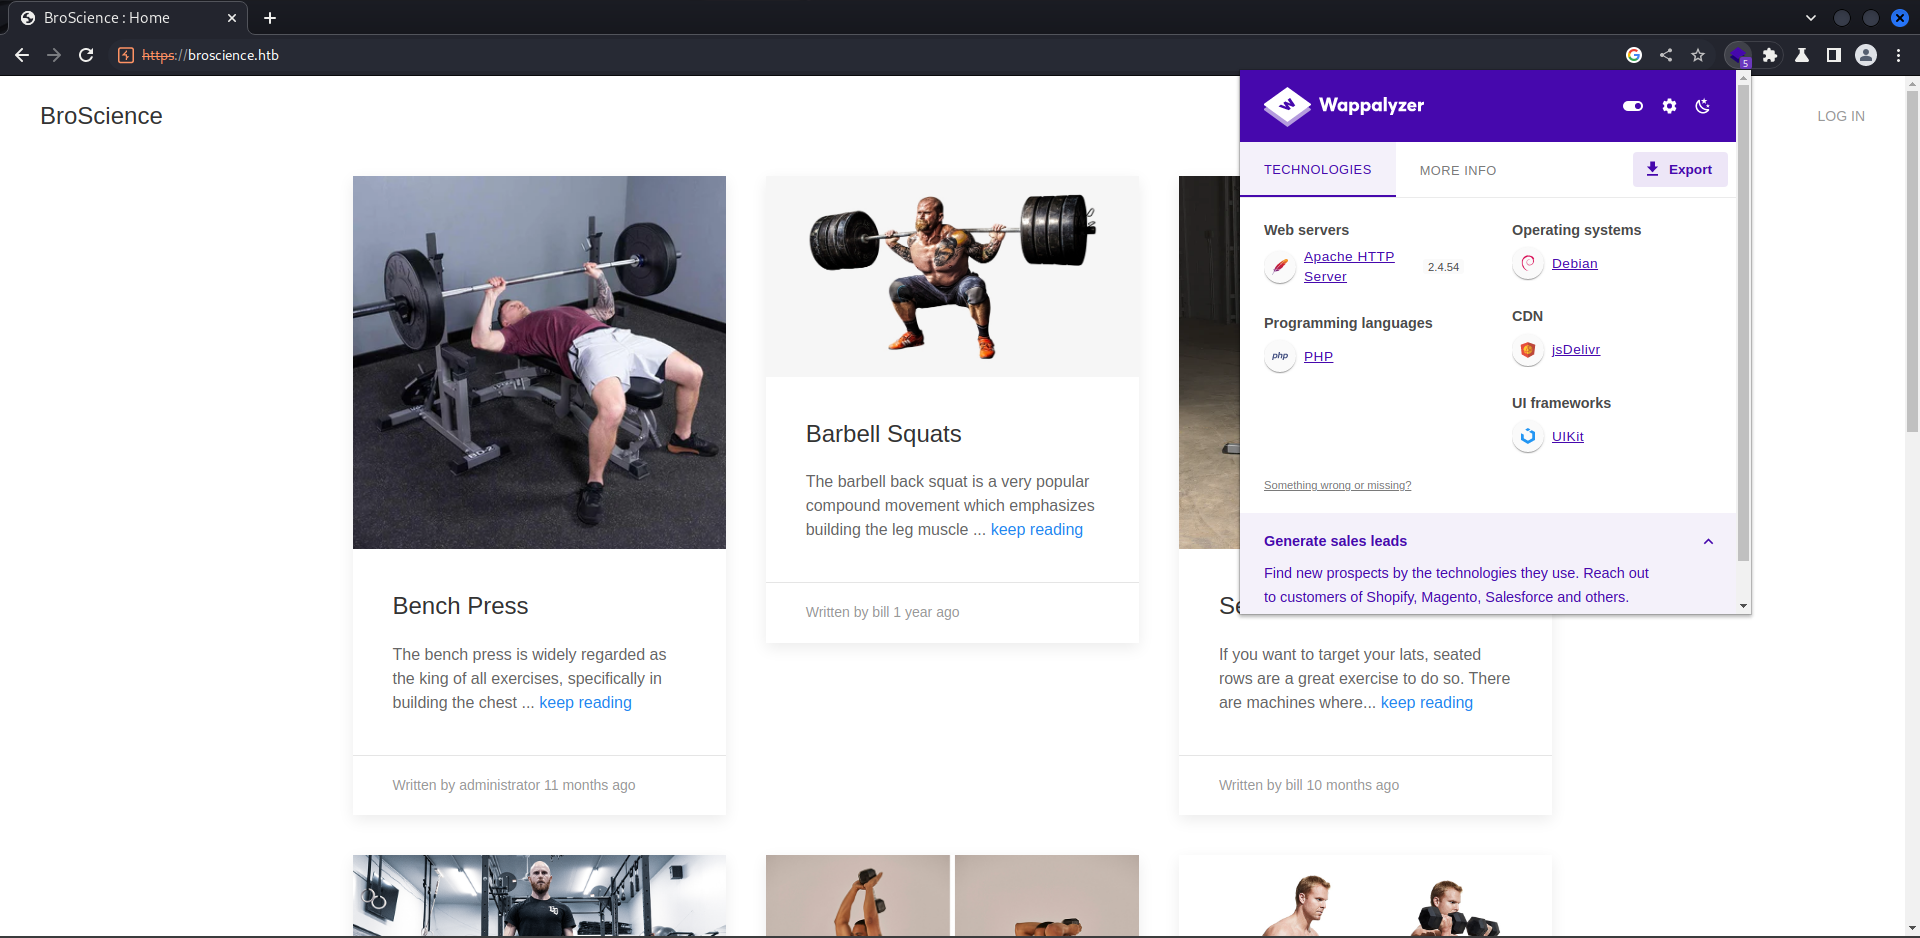 BroScience : Home
https://broscience.htb
5
BroScience
LOG IN
Wappalyzer
TECHNOLOGIES
MORE INFO
Export
Web servers
Apache HTTP
Server
2.4.54
Programming languages
php
PHP
Operating systems
Debian
CDN
jsDelivr
UI frameworks
UIKit
Something wrong or missing?
Generate sales leads
Find new prospects by the technologies they use. Reach out
to customers of Shopify, Magento, Salesforce and others.
Bench Press
The bench press is widely regarded as
the king of all exercises, specifically in
building the chest ... keep reading
Written by administrator 11 months ago
Barbell Squats
The barbell back squat is a very popular
compound movement which emphasizes
building the leg muscle ... keep reading
Written by bill 1 year ago
Se
If you want to target your lats, seated
rows are a great exercise to do so. There
are machines where... keep reading
Written by bill 10 months ago